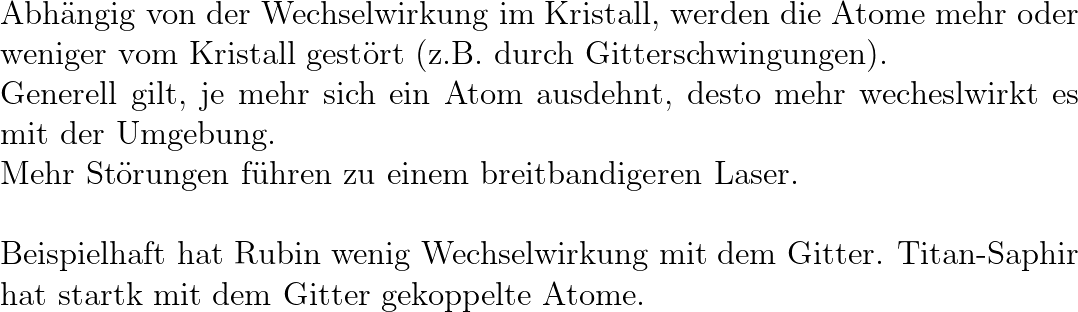 Abhängig von der Wechselwirkung im Kristall, werden die Atome mehr oder
weniger vom Kristall gestört (z.B. durch Gitterschwingungen).
Generell gilt, je mehr sich ein Atom ausdehnt, desto mehr wecheslwirkt es
mit der Umgebung.
Mehr Störungen führen zu einem breitbandigeren Laser.
Beispielhaft hat Rubin wenig Wechselwirkung mit dem Gitter. Titan-Saphir
hat startk mit dem Gitter gekoppelte Atome.